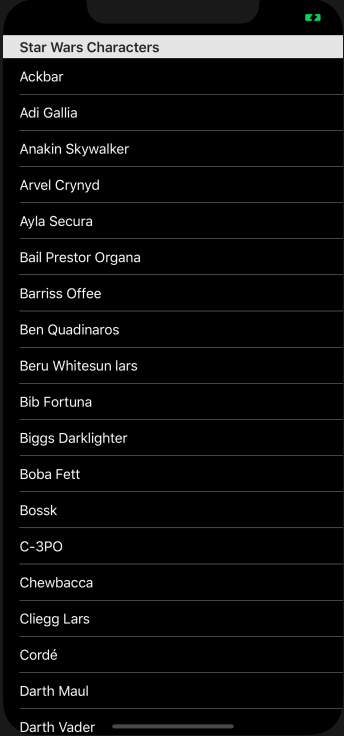 Star Wars Characters
Ackbar
Adi Gallia
Anakin Skywalker
Arvel Crynyd
Ayla Secura
Bail Prestor Organa
Barriss Offee
Ben Quadinaros
Beru Whitesun lars
Bib Fortuna
Biggs Darklighter
Boba Fett
Bossk
C-3PO
Chewbacca
Cliegg Lars
Cordé
Darth Maul
Darth Vader